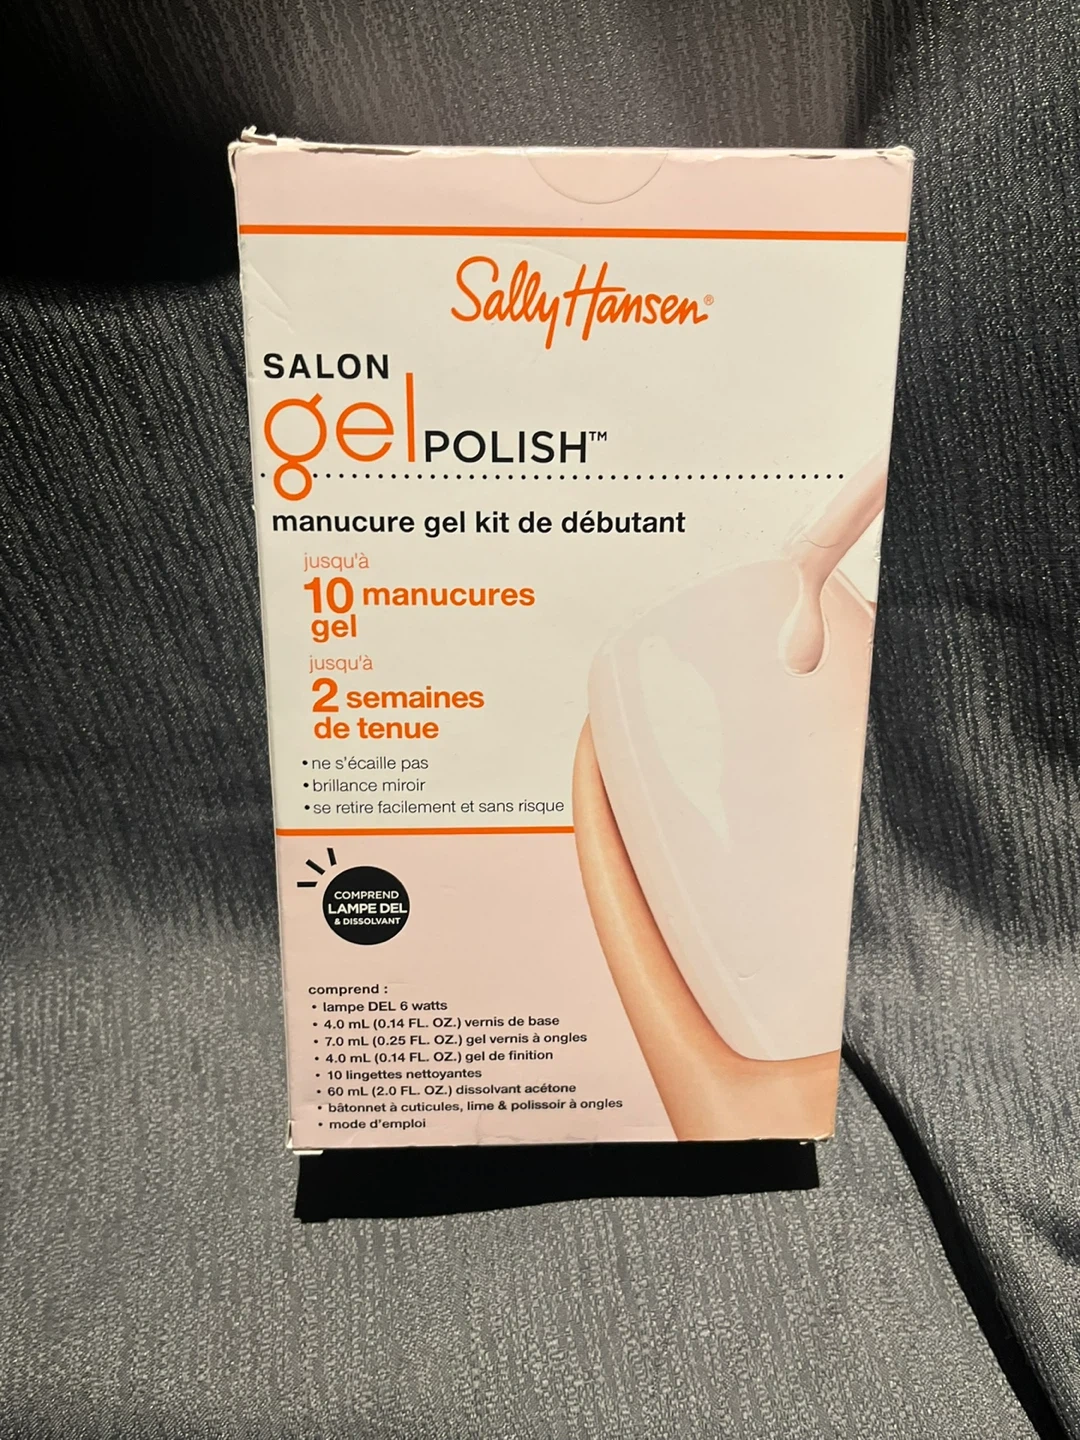 Sally Hansen®
SALON
gel POLISH™
manucure gel kit de débutant
jusqu'à
10 manucures
gel
jusqu'à
2 semaines
de tenue
• ne s'écaille pas
• brillance miroir
• se retire facilement et sans risque
COMPREND
LAMPE DEL
& DISSOLVANT
comprend :
• lampe DEL 6 watts
• 4.0 mL (0.14 FL. OZ.) vernis de base
• 7.0 mL (0.25 FL. OZ.) gel vernis à ongles
• 4.0 mL (0.14 FL. OZ.) gel de finition
• 10 lingettes nettoyantes
• 60 mL (2.0 FL. OZ.) dissolvant acétone
• bâtonnet à cuticules, lime & polissoir à ongles
• mode d'emploi